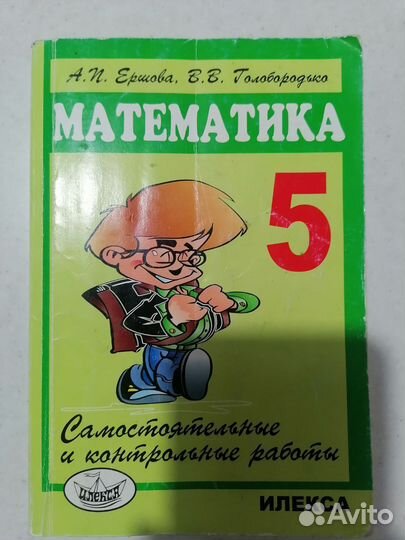 А.П. Ершова, В.В. Голобородько
МАТЕМАТИКА
5
Самостоятельные
и контрольные работы
Илекса
ИЛЕКСА
Avito